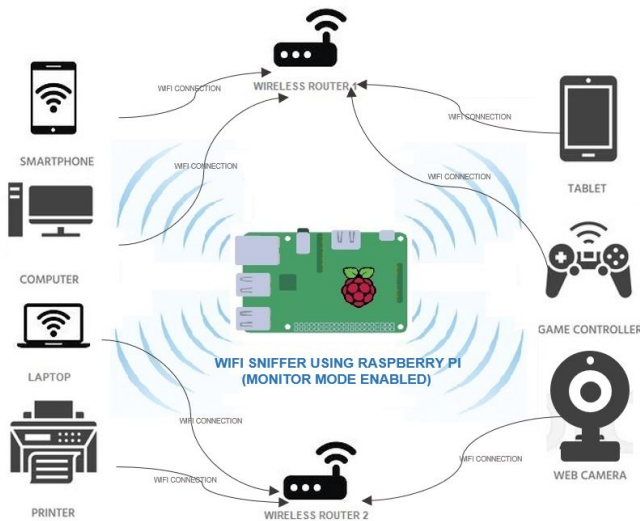 WIFI CONNECTION
WIRELESS ROUTER 1
WIFI CONNECTION
SMARTPHONE
WIFI CONNECTION
WIFI CONNECTION
TABLET
COMPUTER
GAME CONTROLLER
WIFI SNIFFER USING RASPBERRY PI
(MONITOR MODE ENABLED)
LAPTOP
WIFI CONNECTION
WIFI CONNECTION
WEB CAMERA
WIFI CONNECTION
PRINTER
WIRELESS ROUTER 2